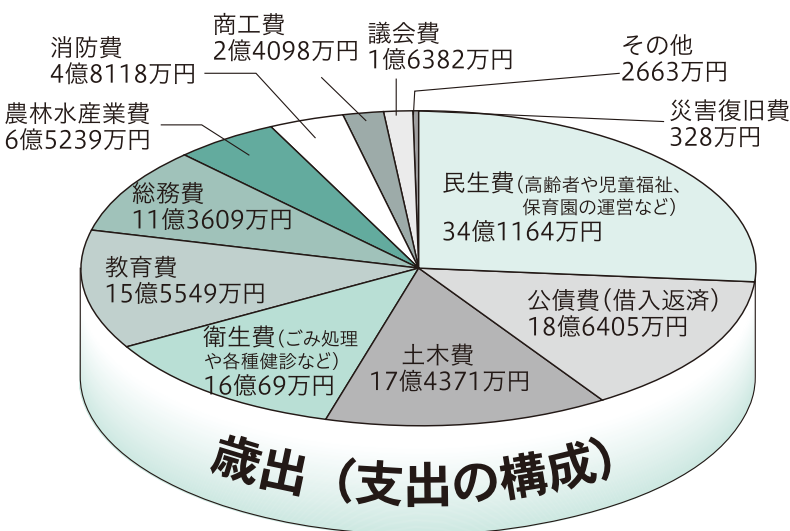 商工費
2億4098万円
議会費
1億6382万円
その他
2663万円
消防費
4億8118万円
災害復旧費
328万円
農林水産業費
6億5239万円
民生費(高齢者や児童福祉、
保育園の運営など)
34億1164万円
総務費
11億3609万円
教育費
15億5549万円
公債費(借入返済)
18億6405万円
衛生費(ごみ処理
や各種健診など)
16億69万円
土木費
17億4371万円
歳出(支出の構成)